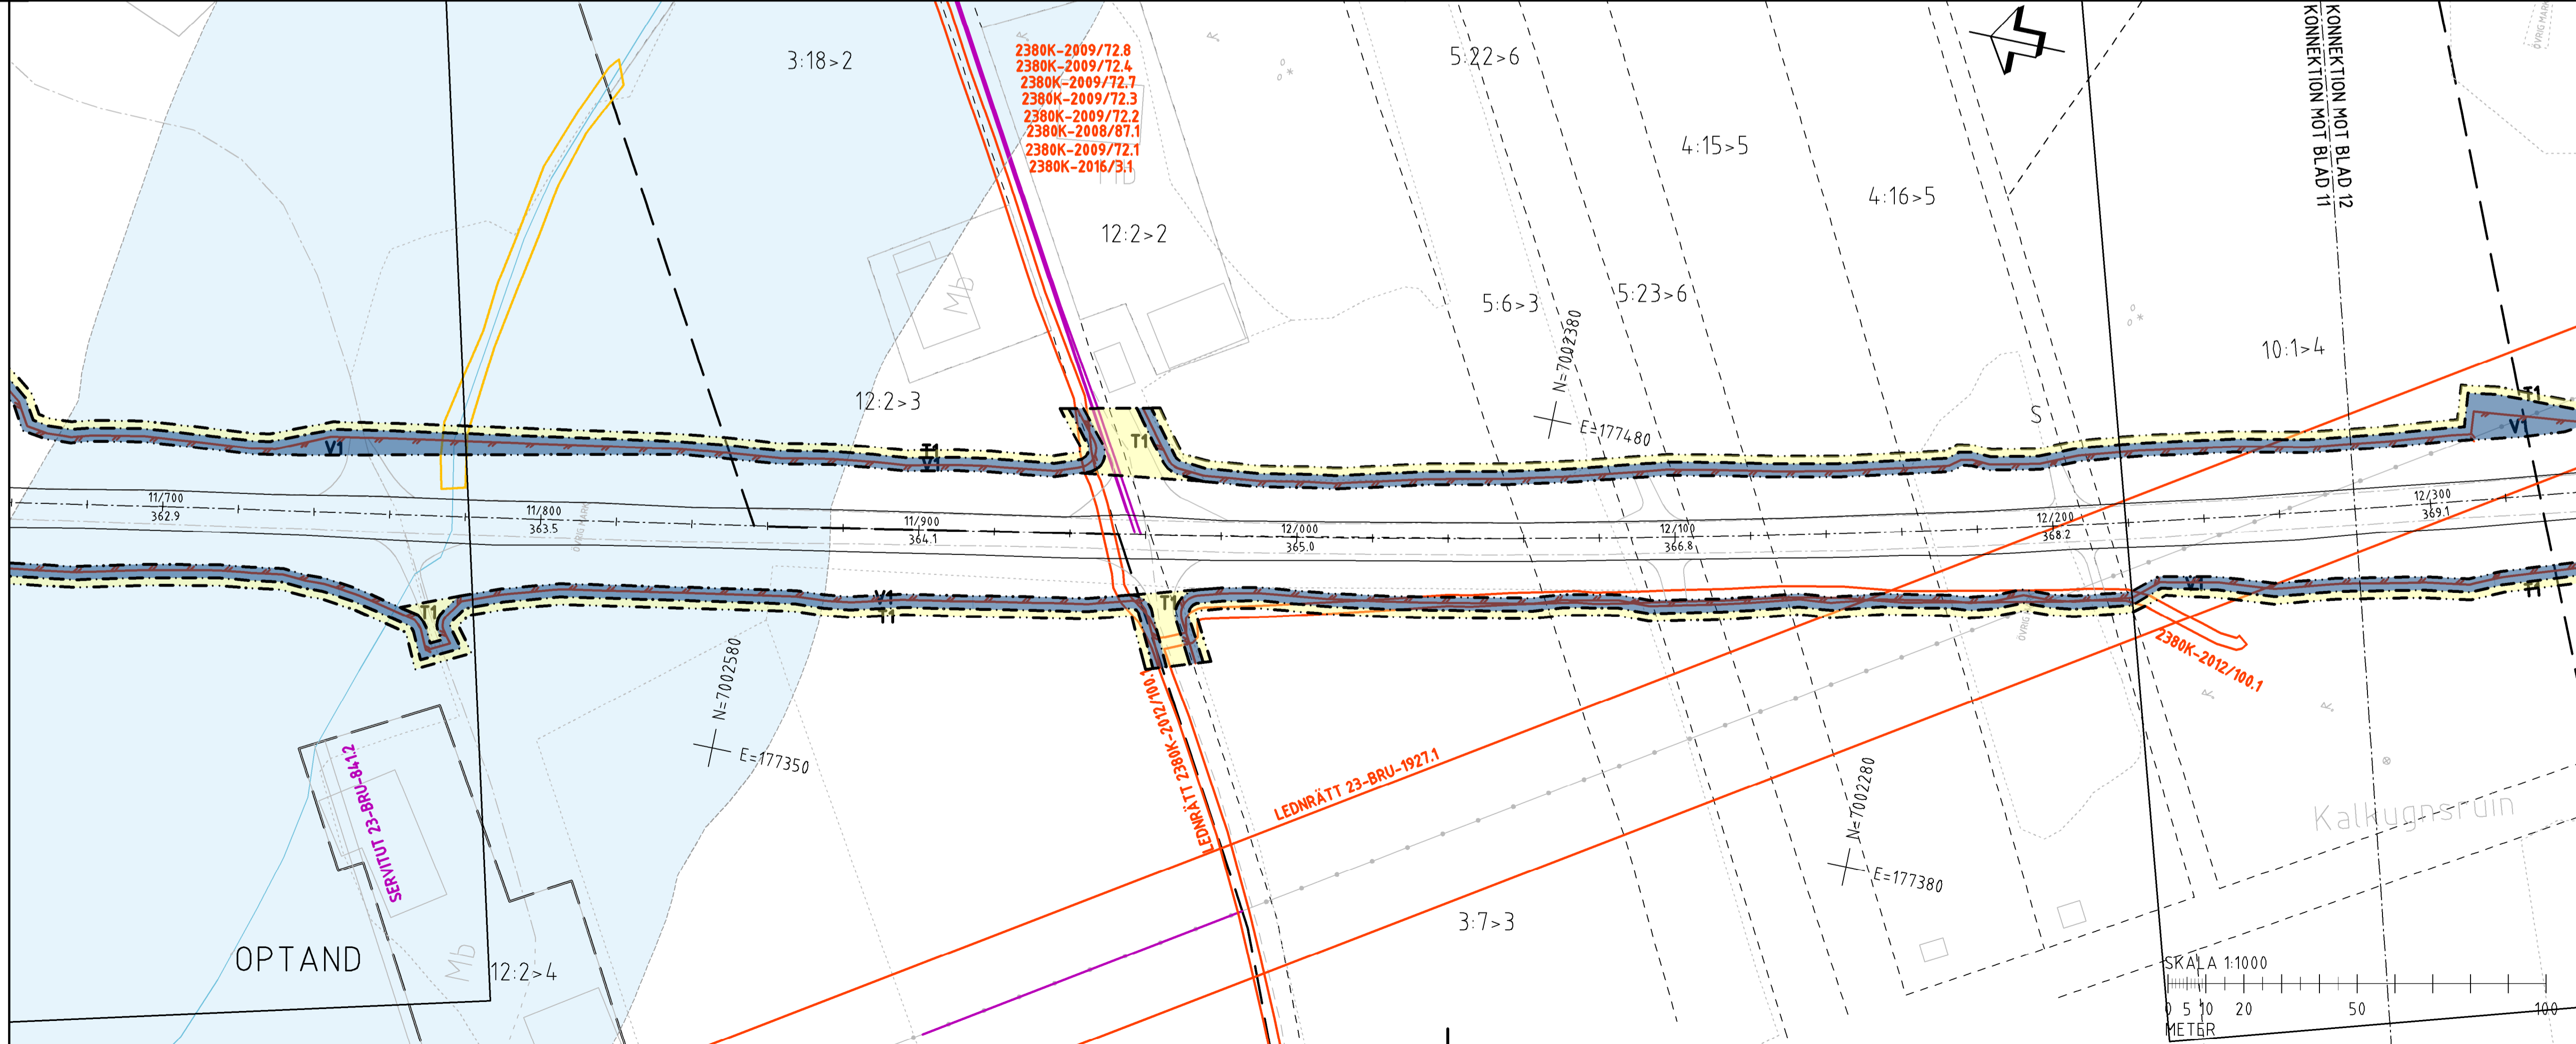 3:18>2
2380K-2009/72.8
2380K-2009/72.4
2380K-2009/72.7
2380K-2009/72.3
2380K-2009/72.2
2380K-2008/87.1
2380K-2009/72.1
2380K-2016/3.1
5:22>6
4:15>5
4:16>5
KONNEKTION MOT BLAD 12
KONNEKTION MOT BLAD 11
ÖVRIG MARK
12:2>2
Mb
5:6>3
5:23>6
N=7002380
E=177480
10:1>4
12:2>3
S
V1
T1
V1
T1
T1
V1
11/700
362.9
11/800
363.5
ÖVRIG MARK
11/900
364.1
12/000
365.0
12/100
366.8
12/200
368.2
12/300
369.1
T1
V1
T1
T1
V1
ÖVRIG
2380K-2012/100.1
N=7002580
E=177350
SERVITUT 23-BRU-841.2
LEDNRÄTT 2380K-2012/100.1
LEDNRÄTT 23-BRU-1927.1
N=7002280
E=177380
Kalkugnsruin
OPTAND
Mb
12:2>4
3:7>3
SKALA 1:1000
0 5 10 20 50 100
METER